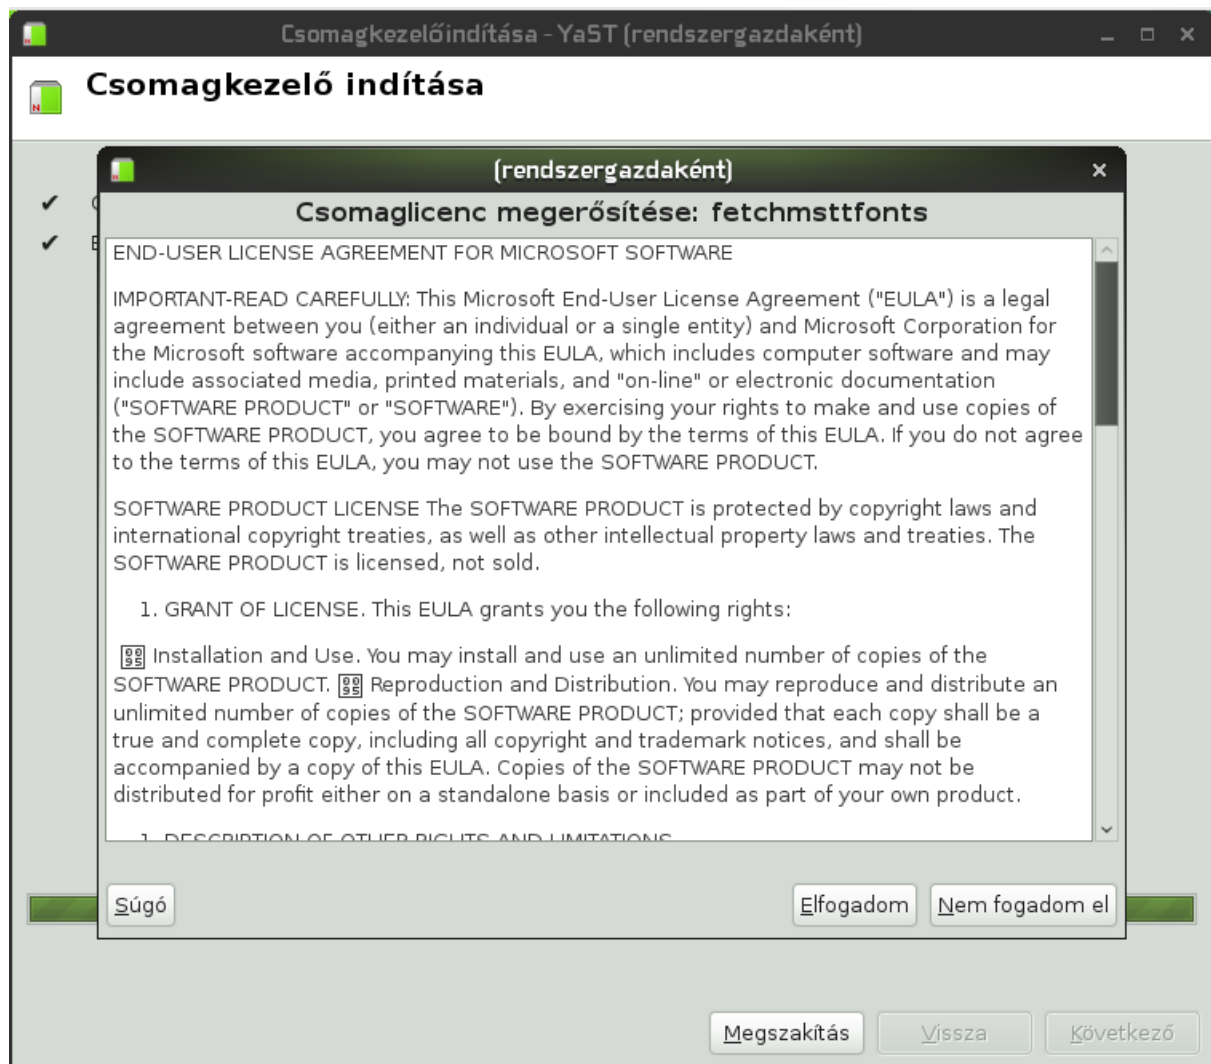 Csomagkezelőindítása - YaST (rendszergazdaként)
Csomagkezelő indítása
(rendszergazdaként)
Csomaglicenc megerősítése: fetchmsttfonts
END-USER LICENSE AGREEMENT FOR MICROSOFT SOFTWARE
IMPORTANT-READ CAREFULLY: This Microsoft End-User License Agreement ("EULA") is a legal
agreement between you (either an individual or a single entity) and Microsoft Corporation for
the Microsoft software accompanying this EULA, which includes computer software and may
include associated media, printed materials, and "on-line" or electronic documentation
("SOFTWARE PRODUCT" or "SOFTWARE"). By exercising your rights to make and use copies of
the SOFTWARE PRODUCT, you agree to be bound by the terms of this EULA. If you do not agree
to the terms of this EULA, you may not use the SOFTWARE PRODUCT.
SOFTWARE PRODUCT LICENSE The SOFTWARE PRODUCT is protected by copyright laws and
international copyright treaties, as well as other intellectual property laws and treaties. The
SOFTWARE PRODUCT is licensed, not sold.
1. GRANT OF LICENSE. This EULA grants you the following rights:
Installation and Use. You may install and use an unlimited number of copies of the
SOFTWARE PRODUCT. Reproduction and Distribution. You may reproduce and distribute an
unlimited number of copies of the SOFTWARE PRODUCT; provided that each copy shall be a
true and complete copy, including all copyright and trademark notices, and shall be
accompanied by a copy of this EULA. Copies of the SOFTWARE PRODUCT may not be
distributed for profit either on a standalone basis or included as part of your own product.
1. DESCRIPTION OF OTHER RIGHTS AND LIMITATIONS
Súgó
Elfogadom
Nem fogadom el
Megszakítás
Vissza
Következő